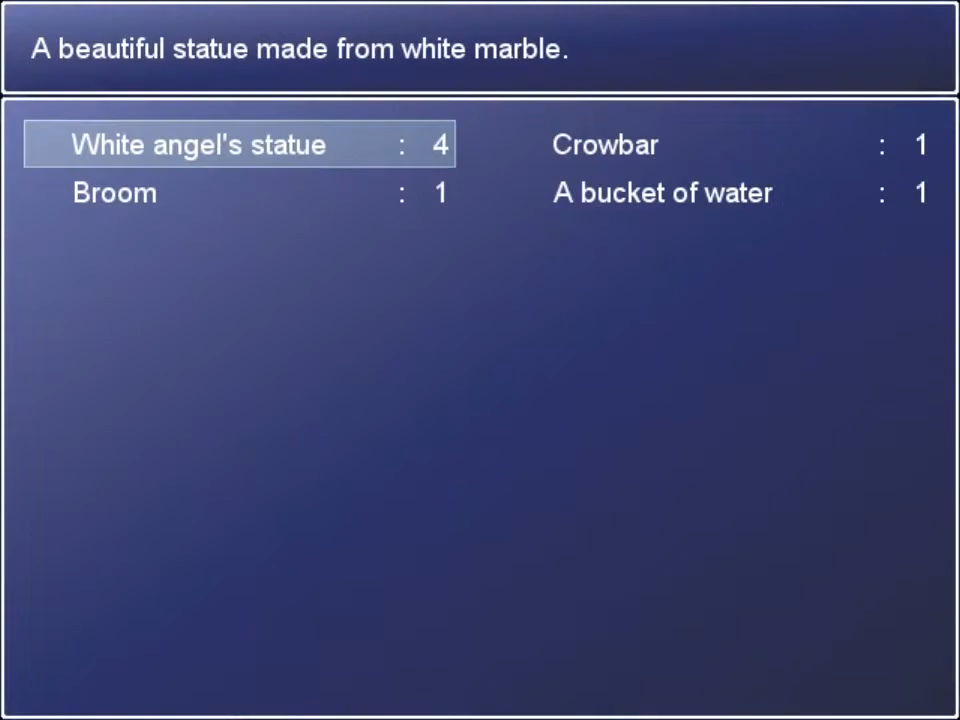 A beautiful statue made from white marble.
White angel's statue : 4 Crowbar : 1
Broom : 1 A bucket of water : 1